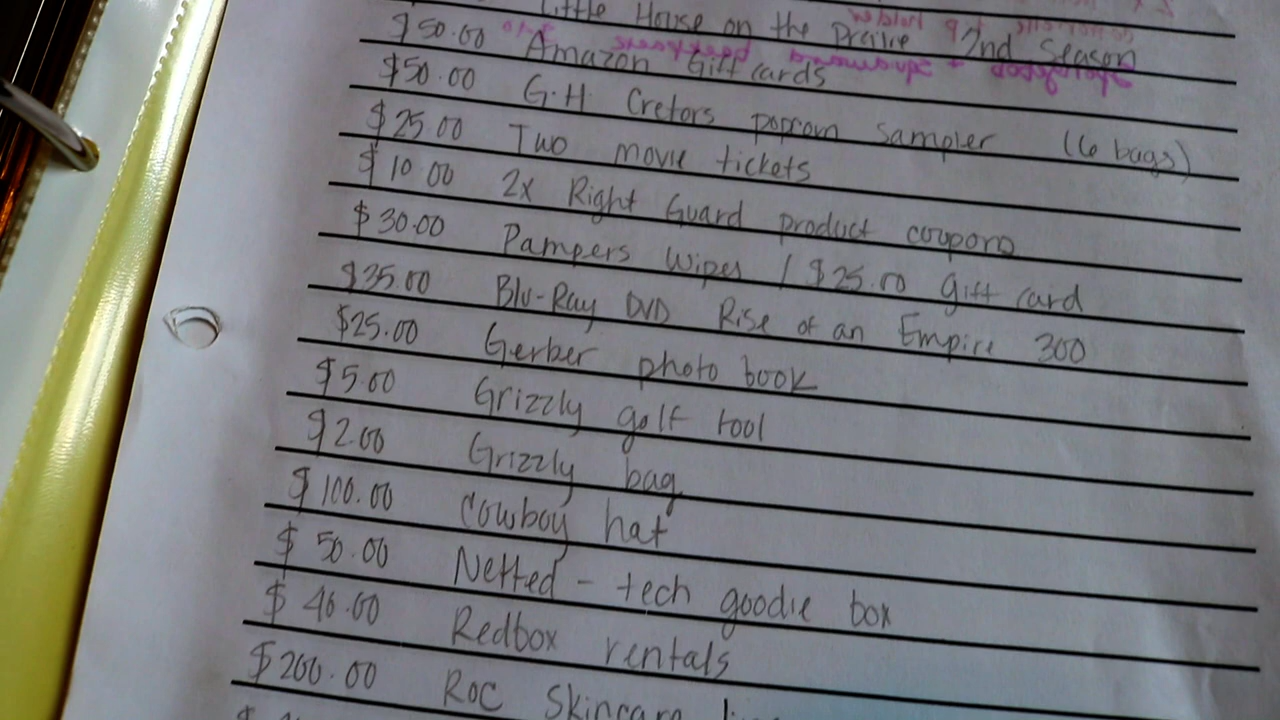 Little House on the Prairie 2nd Season
$50.00 Amazon Gift cards
$50.00 G.H. Cretors popcorn sampler (6 bags)
$25.00 Two movie tickets
$10.00 2x Right Guard product coupons
$30.00 Pampers Wipes / $25.00 gift card
$35.00 Blu-Ray DVD Rise of an Empire 300
$25.00 Gerber photo book
$5.00 Grizzly golf tool
$2.00 Grizzly bag
$100.00 Cowboy hat
$50.00 Netted - tech goodie box
$40.00 Redbox rentals
$200.00 RoC Skincare